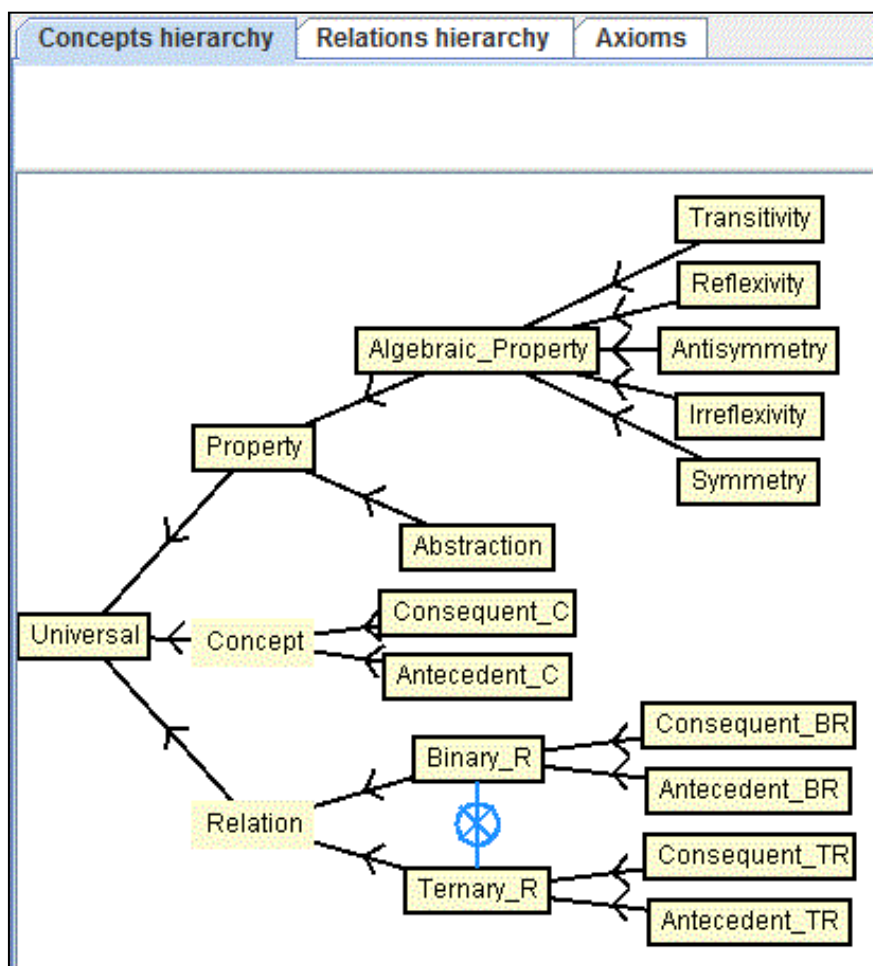 Concepts hierarchy
Relations hierarchy
Axioms
Transitivity
Reflexivity
Algebraic_Property
Antisymmetry
Irreflexivity
Property
Symmetry
Abstraction
Consequent_C
Universal
Concept
Antecedent_C
Consequent_BR
Binary_R
Antecedent_BR
Relation
Consequent_TR
Ternary_R
Antecedent_TR